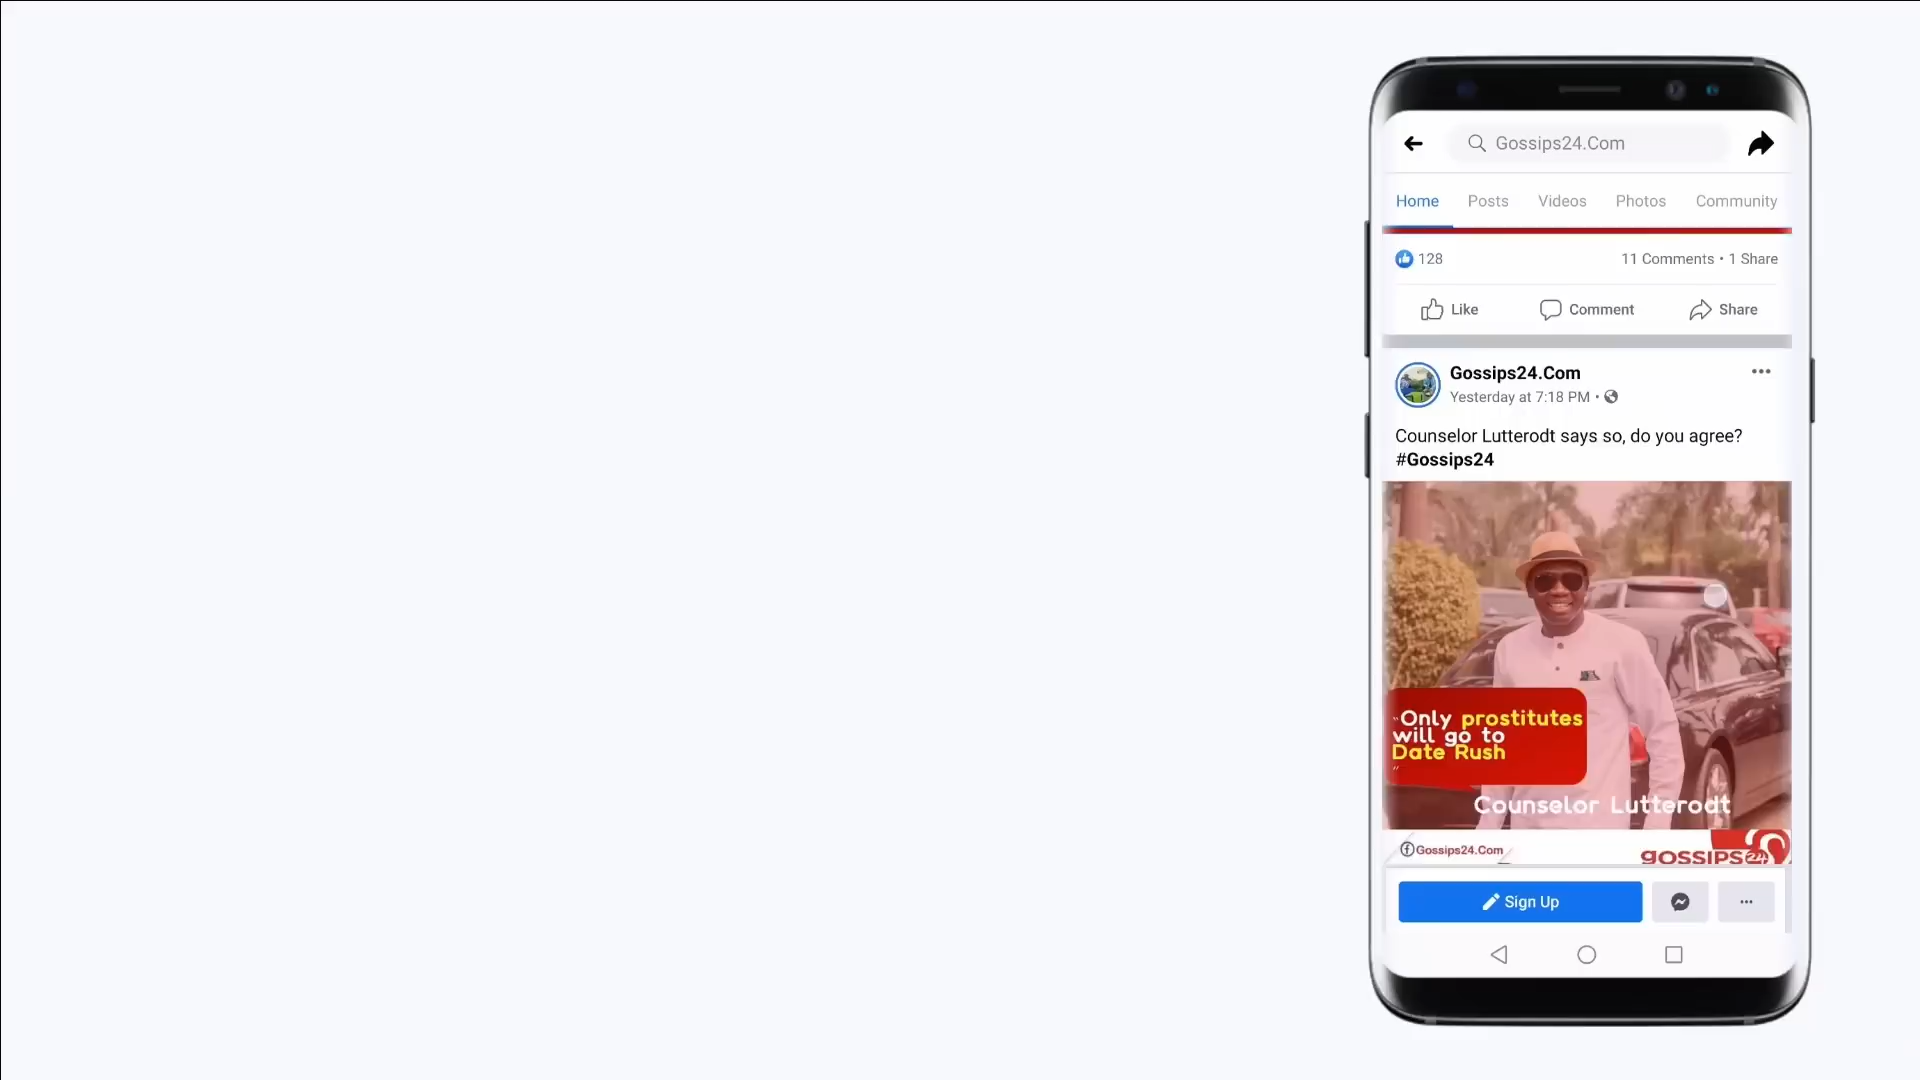 Gossips24.Com
Home Posts Videos Photos Community
128 11 Comments • 1 Share
Like Comment Share
Gossips24.Com
Yesterday at 7:18 PM •
Counselor Lutterodt says so, do you agree?
#Gossips24
"Only prostitutes
will go to
Date Rush
"
Counselor Lutterodt
Gossips24.Com
GOSSIPS24
Sign Up